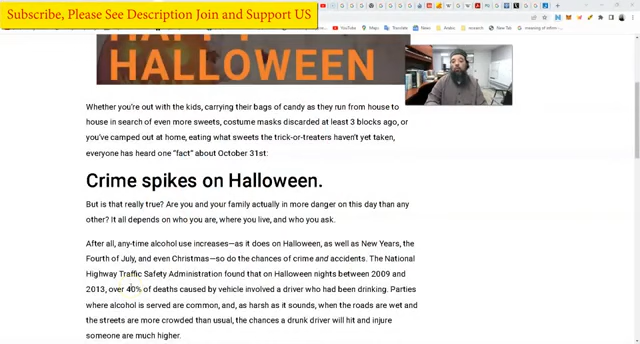 Subscribe, Please See Description Join and Support US
YouTube
Maps
Translate
News
Area
research
HALLOWEEN
Whether you're out with the kids, carrying their bags of candy as they run from house to
house in search of even more sweets, costume masks discarded at least 3 blocks ago, or
you've camped out at home, eating what sweets the trick-or-treaters haven't yet taken,
everyone has heard one "fact" about October 31st:
Crime spikes on Halloween.
But is that really true? Are you and your family actually in more danger on this day than any
other? It all depends on who you are, where you live, and who you ask.
After all, any-time alcohol use increases—as it does on Halloween, as well as New Years, the
Fourth of July, and even Christmas—so do the chances of crime and accidents. The National
Highway Traffic Safety Administration found that on Halloween nights between 2009 and
2013, over 40% of deaths caused by vehicle involved a driver who had been drinking. Parties
where alcohol is served are common, and, as harsh as it sounds, when the roads are wet and
the streets are more crowded than usual, the chances a drunk driver will hit and injure
someone are much higher.